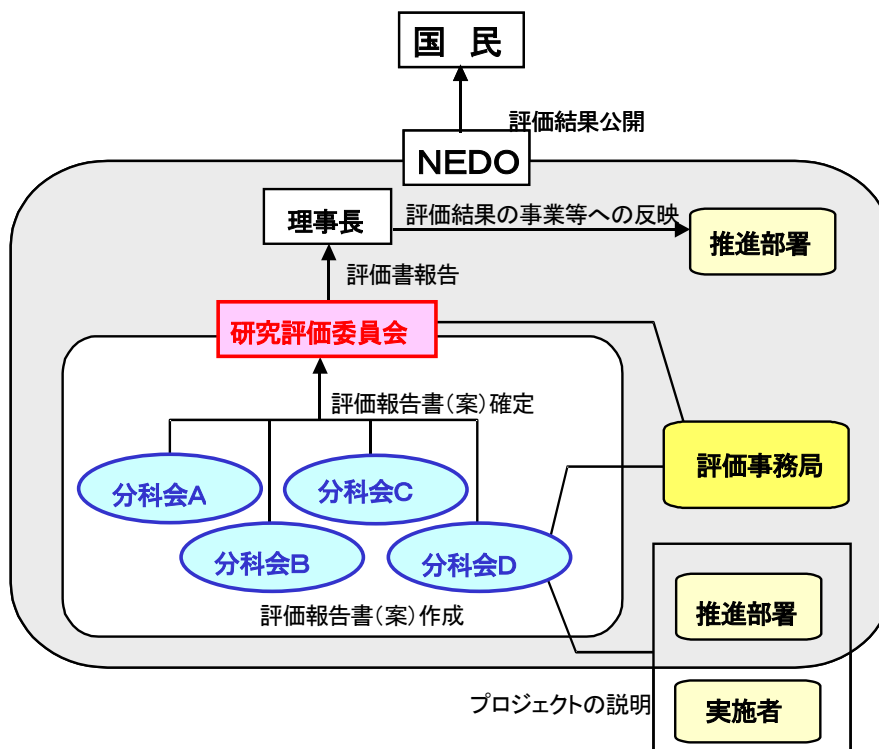 国 民
評価結果公開
NEDO
理事長
評価結果の事業等への反映
推進部署
評価書報告
研究評価委員会
評価報告書(案)確定
評価事務局
分科会A
分科会C
分科会B
分科会D
評価報告書(案)作成
推進部署
プロジェクトの説明
実施者